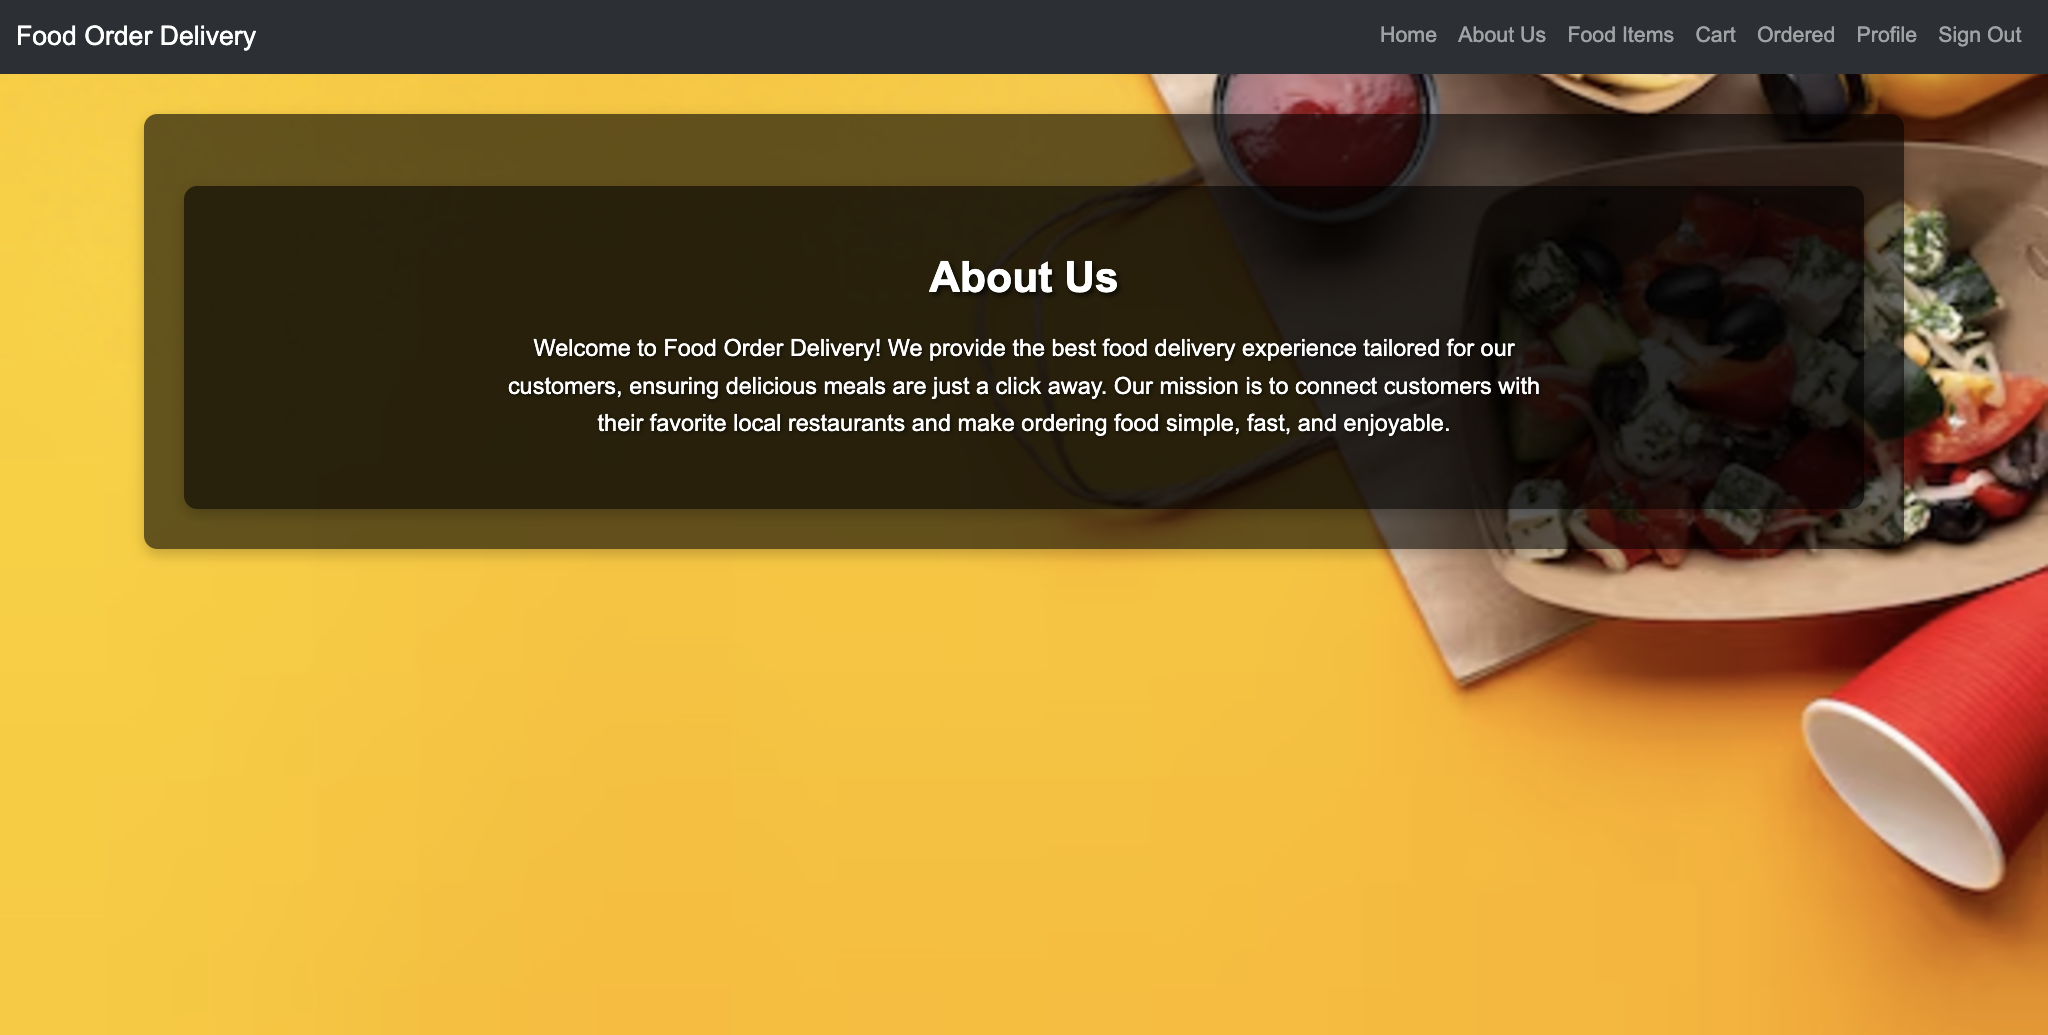 Food Order Delivery
Home About Us Food Items Cart Ordered Profile Sign Out
About Us
Welcome to Food Order Delivery! We provide the best food delivery experience tailored for our
customers, ensuring delicious meals are just a click away. Our mission is to connect customers with
their favorite local restaurants and make ordering food simple, fast, and enjoyable.